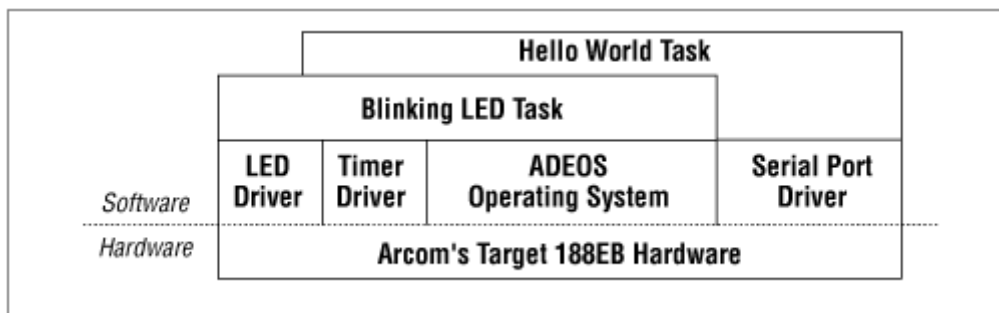 Hello World Task
Blinking LED Task
LED
Driver
Timer
Driver
ADEOS
Operating System
Serial Port
Driver
Software
Hardware
Arcom's Target 188EB Hardware